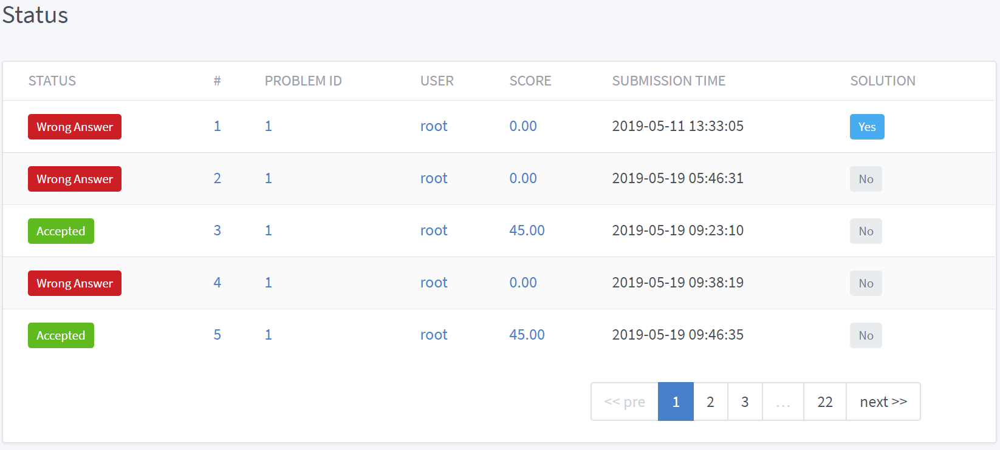 Status
STATUS # PROBLEM ID USER SCORE SUBMISSION TIME SOLUTION
Wrong Answer 1 1 root 0.00 2019-05-11 13:33:05 Yes
Wrong Answer 2 1 root 0.00 2019-05-19 05:46:31 No
Accepted 3 1 root 45.00 2019-05-19 09:23:10 No
Wrong Answer 4 1 root 0.00 2019-05-19 09:38:19 No
Accepted 5 1 root 45.00 2019-05-19 09:46:35 No
<< pre 1 2 3 ... 22 next >>